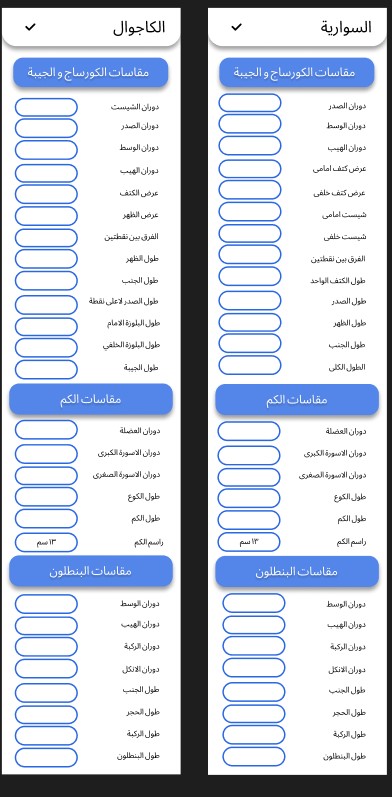 السوارية
مقاسات الكورساج و الجيبة
دوران الصدر
دوران الوسط
دوران الهيب
عرض كتف امامى
عرض كتف خلفى
شيست امامى
شيست خلفى
الفرق بين نقطتين
طول الكتف الواحد
طول الصدر
طول الظهر
طول الجنب
الطول الكلى
مقاسات الكم
دوران العضلة
دوران الاسورة الكبرى
دوران الاسورة الصغرى
طول الكوع
طول الكم
راسم الكم
١٣ سم
مقاسات البنطلون
دوران الوسط
دوران الهيب
دوران الركبة
دوران الانكل
طول الجنب
طول الحجر
طول الركبة
طول البنطلون
الكاجوال
مقاسات الكورساج و الجيبة
دوران الشيست
دوران الصدر
دوران الوسط
دوران الهيب
عرض الكتف
عرض الظهر
الفرق بين نقطتين
طول الظهر
طول الجنب
طول الصدر لاعلى نقطة
طول البلوزة الامام
طول البلوزة الخلفي
طول الجيبة
مقاسات الكم
دوران العضلة
دوران الاسورة الكبرى
دوران الاسورة الصغرى
طول الكوع
طول الكم
راسم الكم
١٣ سم
مقاسات البنطلون
دوران الوسط
دوران الهيب
دوران الركبة
دوران الانكل
طول الجنب
طول الحجر
طول الركبة
طول البنطلون